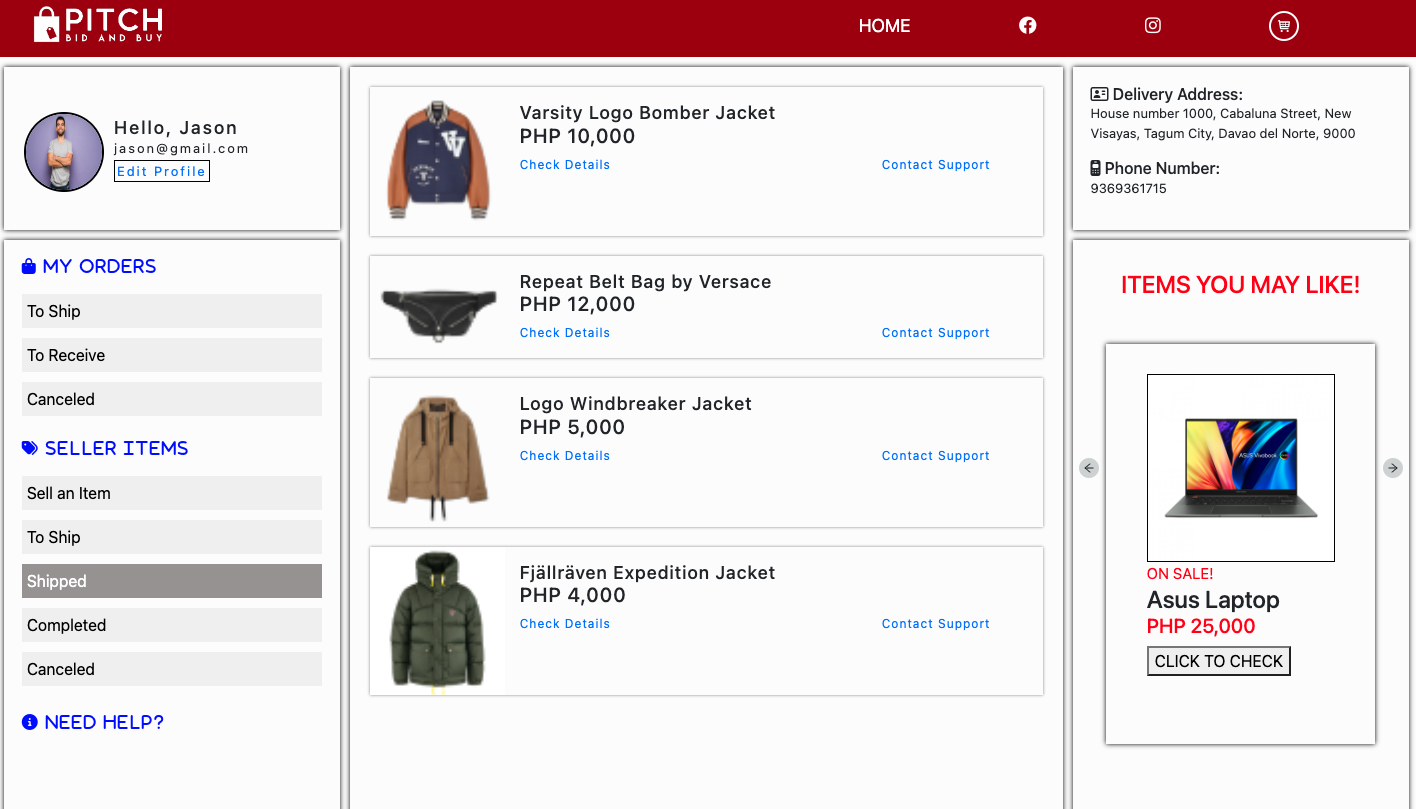 PITCH
BID AND BUY
HOME
Hello, Jason
jason@gmail.com
Edit Profile
MY ORDERS
To Ship
To Receive
Canceled
SELLER ITEMS
Sell an Item
To Ship
Shipped
Completed
Canceled
NEED HELP?
Varsity Logo Bomber Jacket
PHP 10,000
Check Details
Contact Support
Repeat Belt Bag by Versace
PHP 12,000
Check Details
Contact Support
Logo Windbreaker Jacket
PHP 5,000
Check Details
Contact Support
Fjällräven Expedition Jacket
PHP 4,000
Check Details
Contact Support
Delivery Address:
House number 1000, Cabaluna Street, New
Visayas, Tagum City, Davao del Norte, 9000
Phone Number:
9369361715
ITEMS YOU MAY LIKE!
ASUS Vivobook
ON SALE!
Asus Laptop
PHP 25,000
CLICK TO CHECK